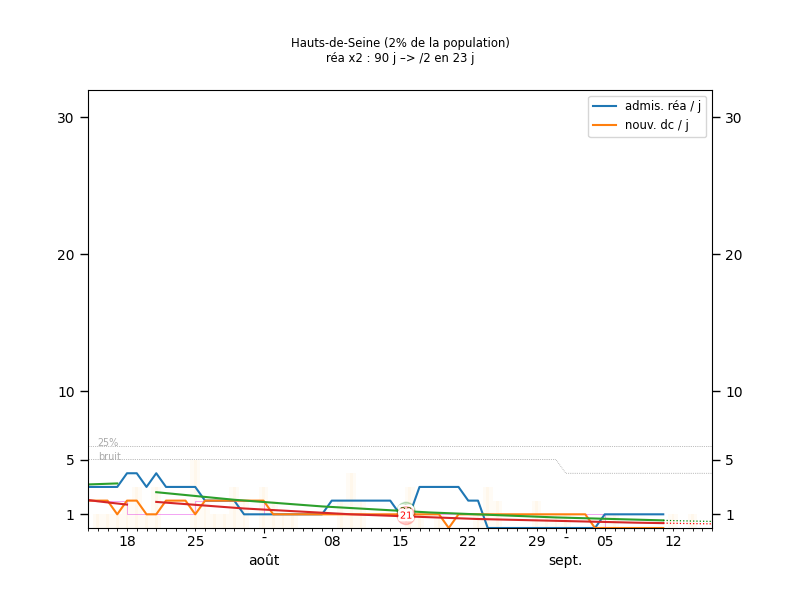 Hauts-de-Seine (2% de la population)
réa x2 : 90 j –> /2 en 23 j
admis. réa / j
nouv. dc / j
30 30
20 20
10 10
25%
bruit
5 5
1 21 1
18 25 - 08 15 22 29 - 05 12
août sept.